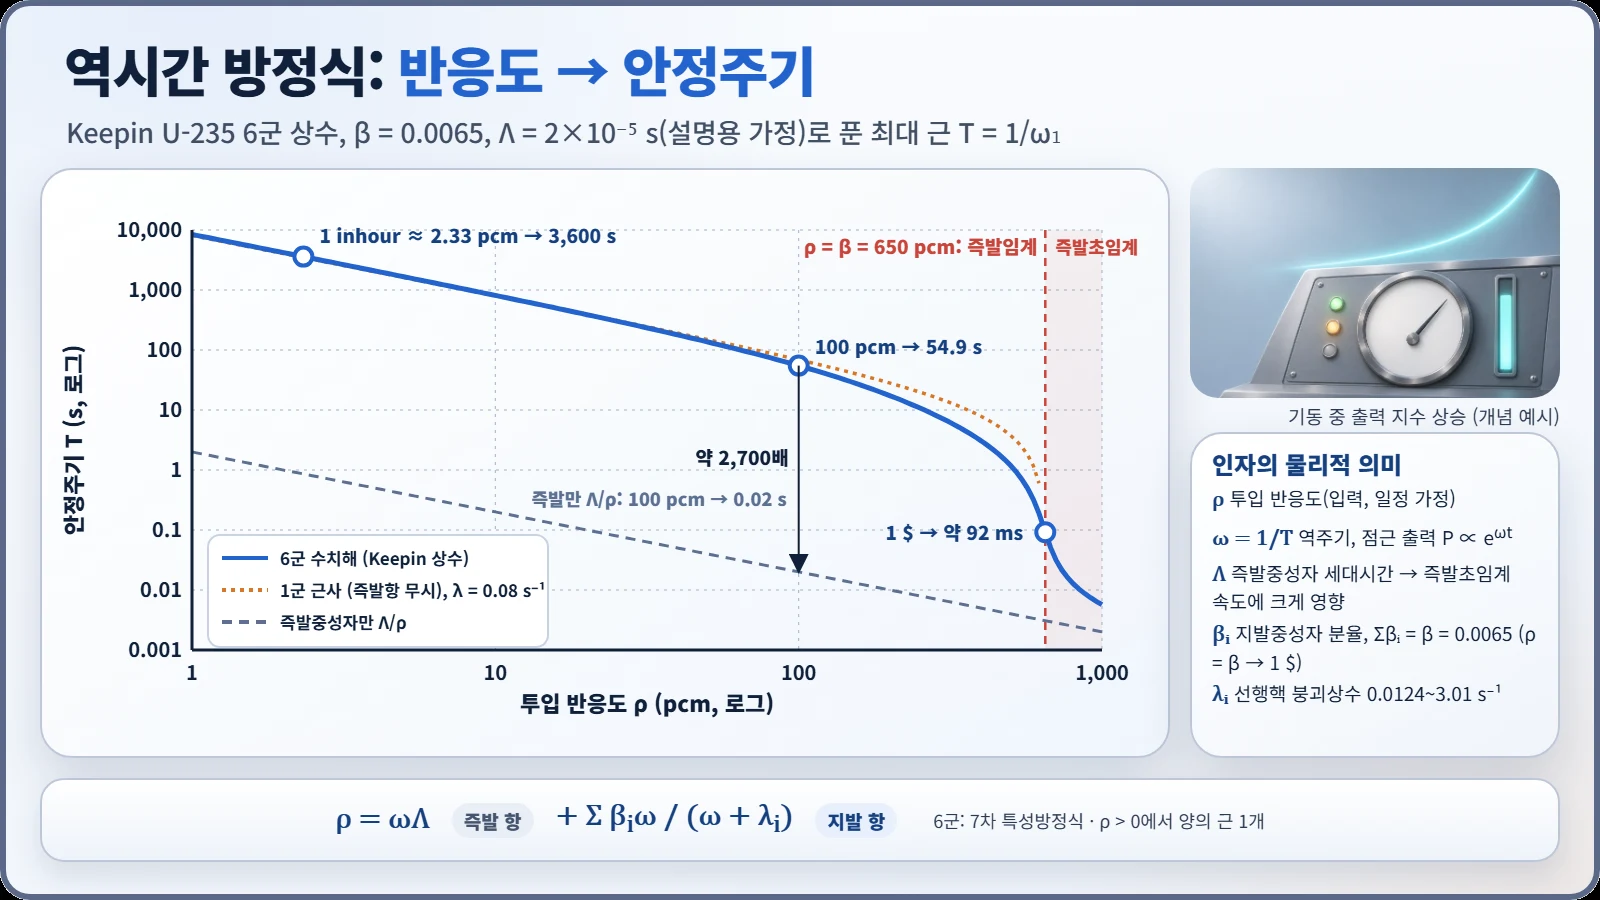 역시간 방정식: 반응도 → 안정주기
Keepin U-235 6군 상수, β = 0.0065, Λ = 2×10⁻⁵ s(설명용 가정)로 푼 최대 근 T = 1/ω₁
안정주기 T (s, 로그)
10,000
1,000
100
10
1
0.1
0.01
0.001
1 inhour ≈ 2.33 pcm → 3,600 s
ρ = β = 650 pcm: 즉발임계
즉발초임계
100 pcm → 54.9 s
약 2,700배
즉발만 Λ/ρ: 100 pcm → 0.02 s
1 $ → 약 92 ms
6군 수치해 (Keepin 상수)
1군 근사 (즉발항 무시), λ = 0.08 s⁻¹
즉발중성자만 Λ/ρ
1
10
100
1,000
투입 반응도 ρ (pcm, 로그)
기동 중 출력 지수 상승 (개념 예시)
인자의 물리적 의미
ρ 투입 반응도(입력, 일정 가정)
ω = 1/T 역주기, 점근 출력 P ∝ e^ωt
Λ 즉발중성자 세대시간 → 즉발초임계
속도에 크게 영향
βᵢ 지발중성자 분율, Σβᵢ = β = 0.0065 (ρ
= β → 1 $)
λᵢ 선행핵 붕괴상수 0.0124~3.01 s⁻¹
ρ = ωΛ 즉발 항 + Σ βᵢω / (ω + λᵢ) 지발 항 6군: 7차 특성방정식 · ρ > 0에서 양의 근 1개